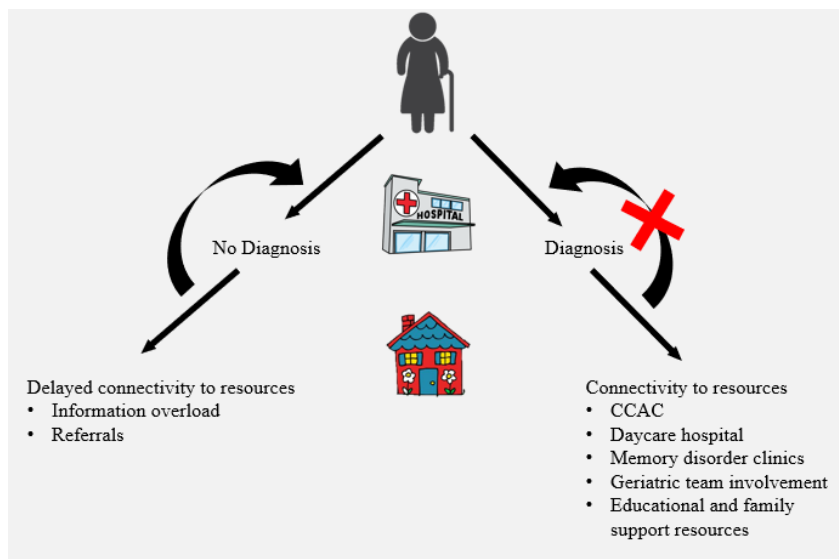 HOSPITAL
No Diagnosis
Diagnosis
Delayed connectivity to resources
• Information overload
• Referrals
Connectivity to resources
• CCAC
• Daycare hospital
• Memory disorder clinics
• Geriatric team involvement
• Educational and family
support resources